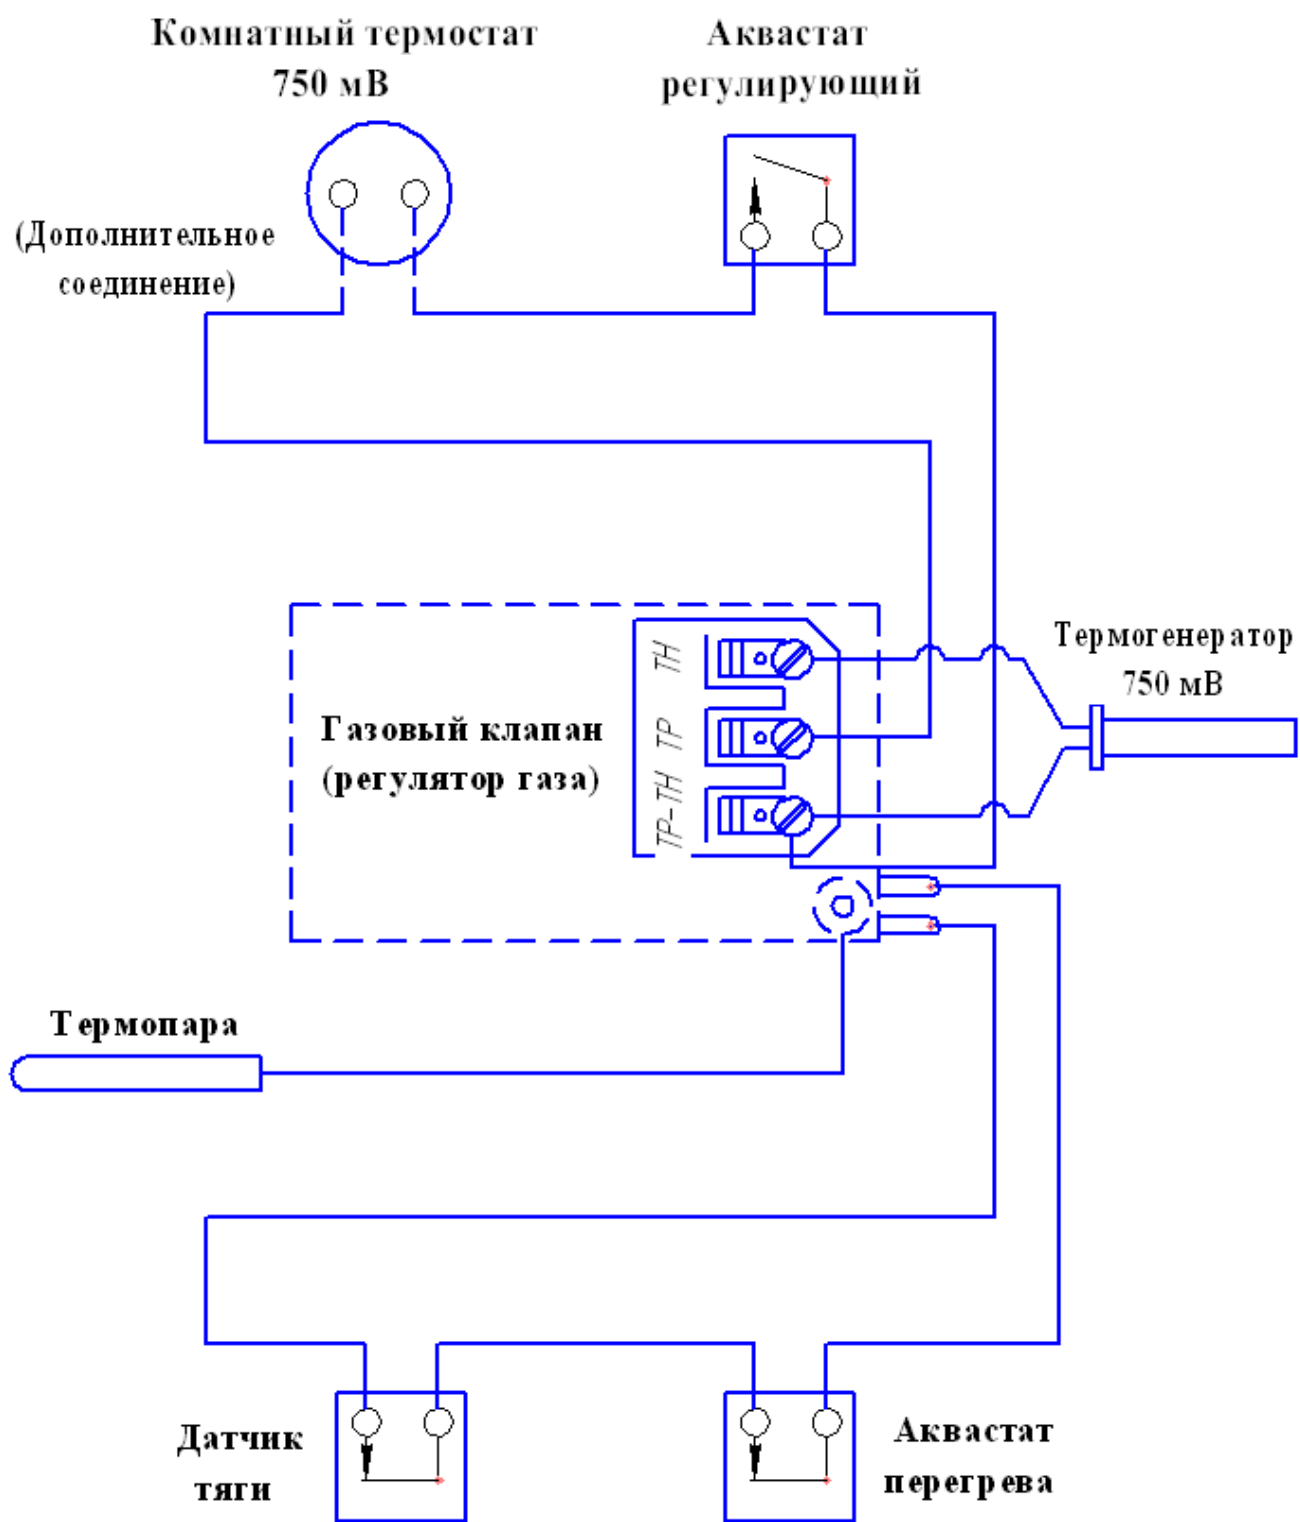 Комнатный термостат
750 мВ
Аквастат
регулирующий
(Дополнительное
соединение)
TH
TP
TP-TH
Газовый клапан
(регулятор газа)
Термогенератор
750 мВ
Термопара
Датчик
тяги
Аквастат
перегрева